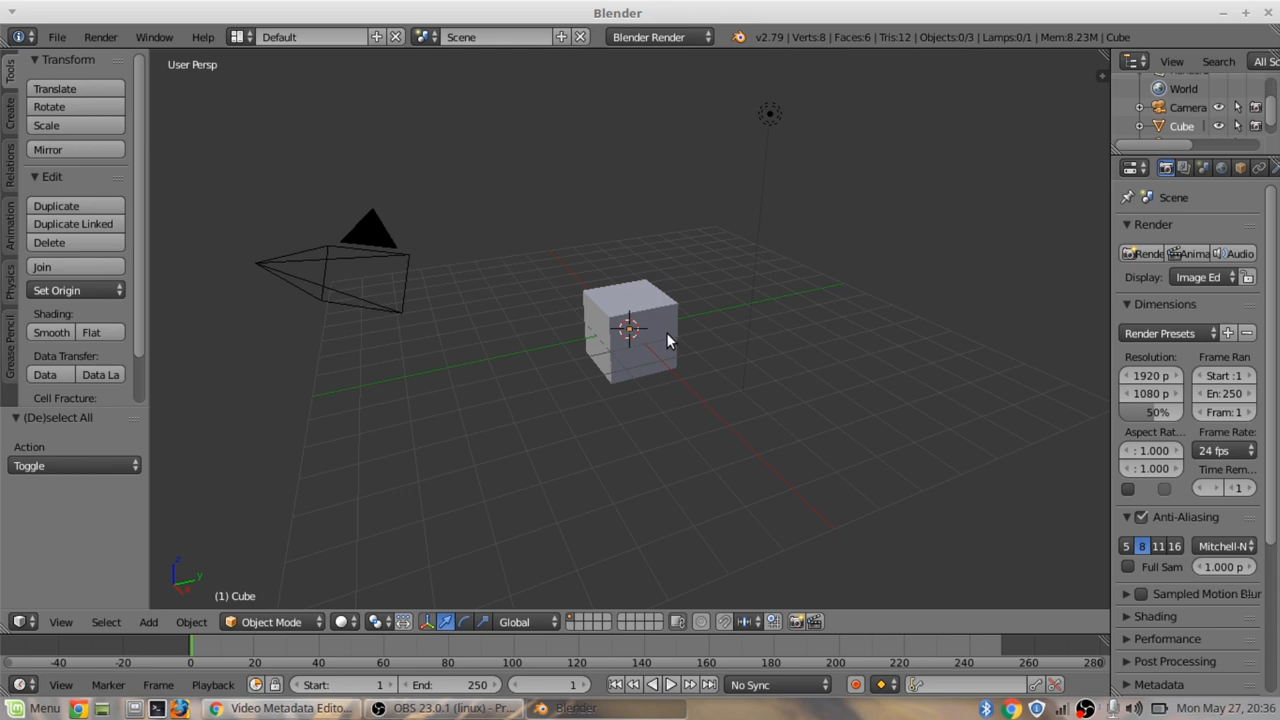 Blender
File Render Window Help Default Scene Blender Render v2.79 | Verts:8 | Faces:6 | Tris:12 | Objects:0/3 | Lamps:0/1 | Mem:8.23M | Cube
Tools
Create
Relations
Animation
Physics
Grease Pencil
Transform
Translate
Rotate
Scale
Mirror
Edit
Duplicate
Duplicate Linked
Delete
Join
Set Origin
Shading:
Smooth Flat
Data Transfer:
Data Data La
Cell Fracture:
(De)select All
Action
Toggle
User Persp
z
y
x
(1) Cube
View Search All Sc
World
Camera
Cube
Scene
Render
Rende Anima Audio
Display: Image Ed
Dimensions
Render Presets
Resolution: Frame Ran
1920 p Start :1
1080 p En: 250
50% Fram: 1
Aspect Rat... Frame Rate:
: 1.000 24 fps
: 1.000 Time Rem...
1
Anti-Aliasing
5 8 11 16 Mitchell-N
Full Sam 1.000 p
Sampled Motion Blur
Shading
Performance
Post Processing
Metadata
View Select Add Object Object Mode Global
-40 -20 0 20 40 60 80 100 120 140 160 180 200 220 240 260 280
View Marker Frame Playback Start: 1 End: 250 1 No Sync
Menu Video Metadata Edito... OBS 23.0.1 (linux) - Pr... Blender Mon May 27, 20:36